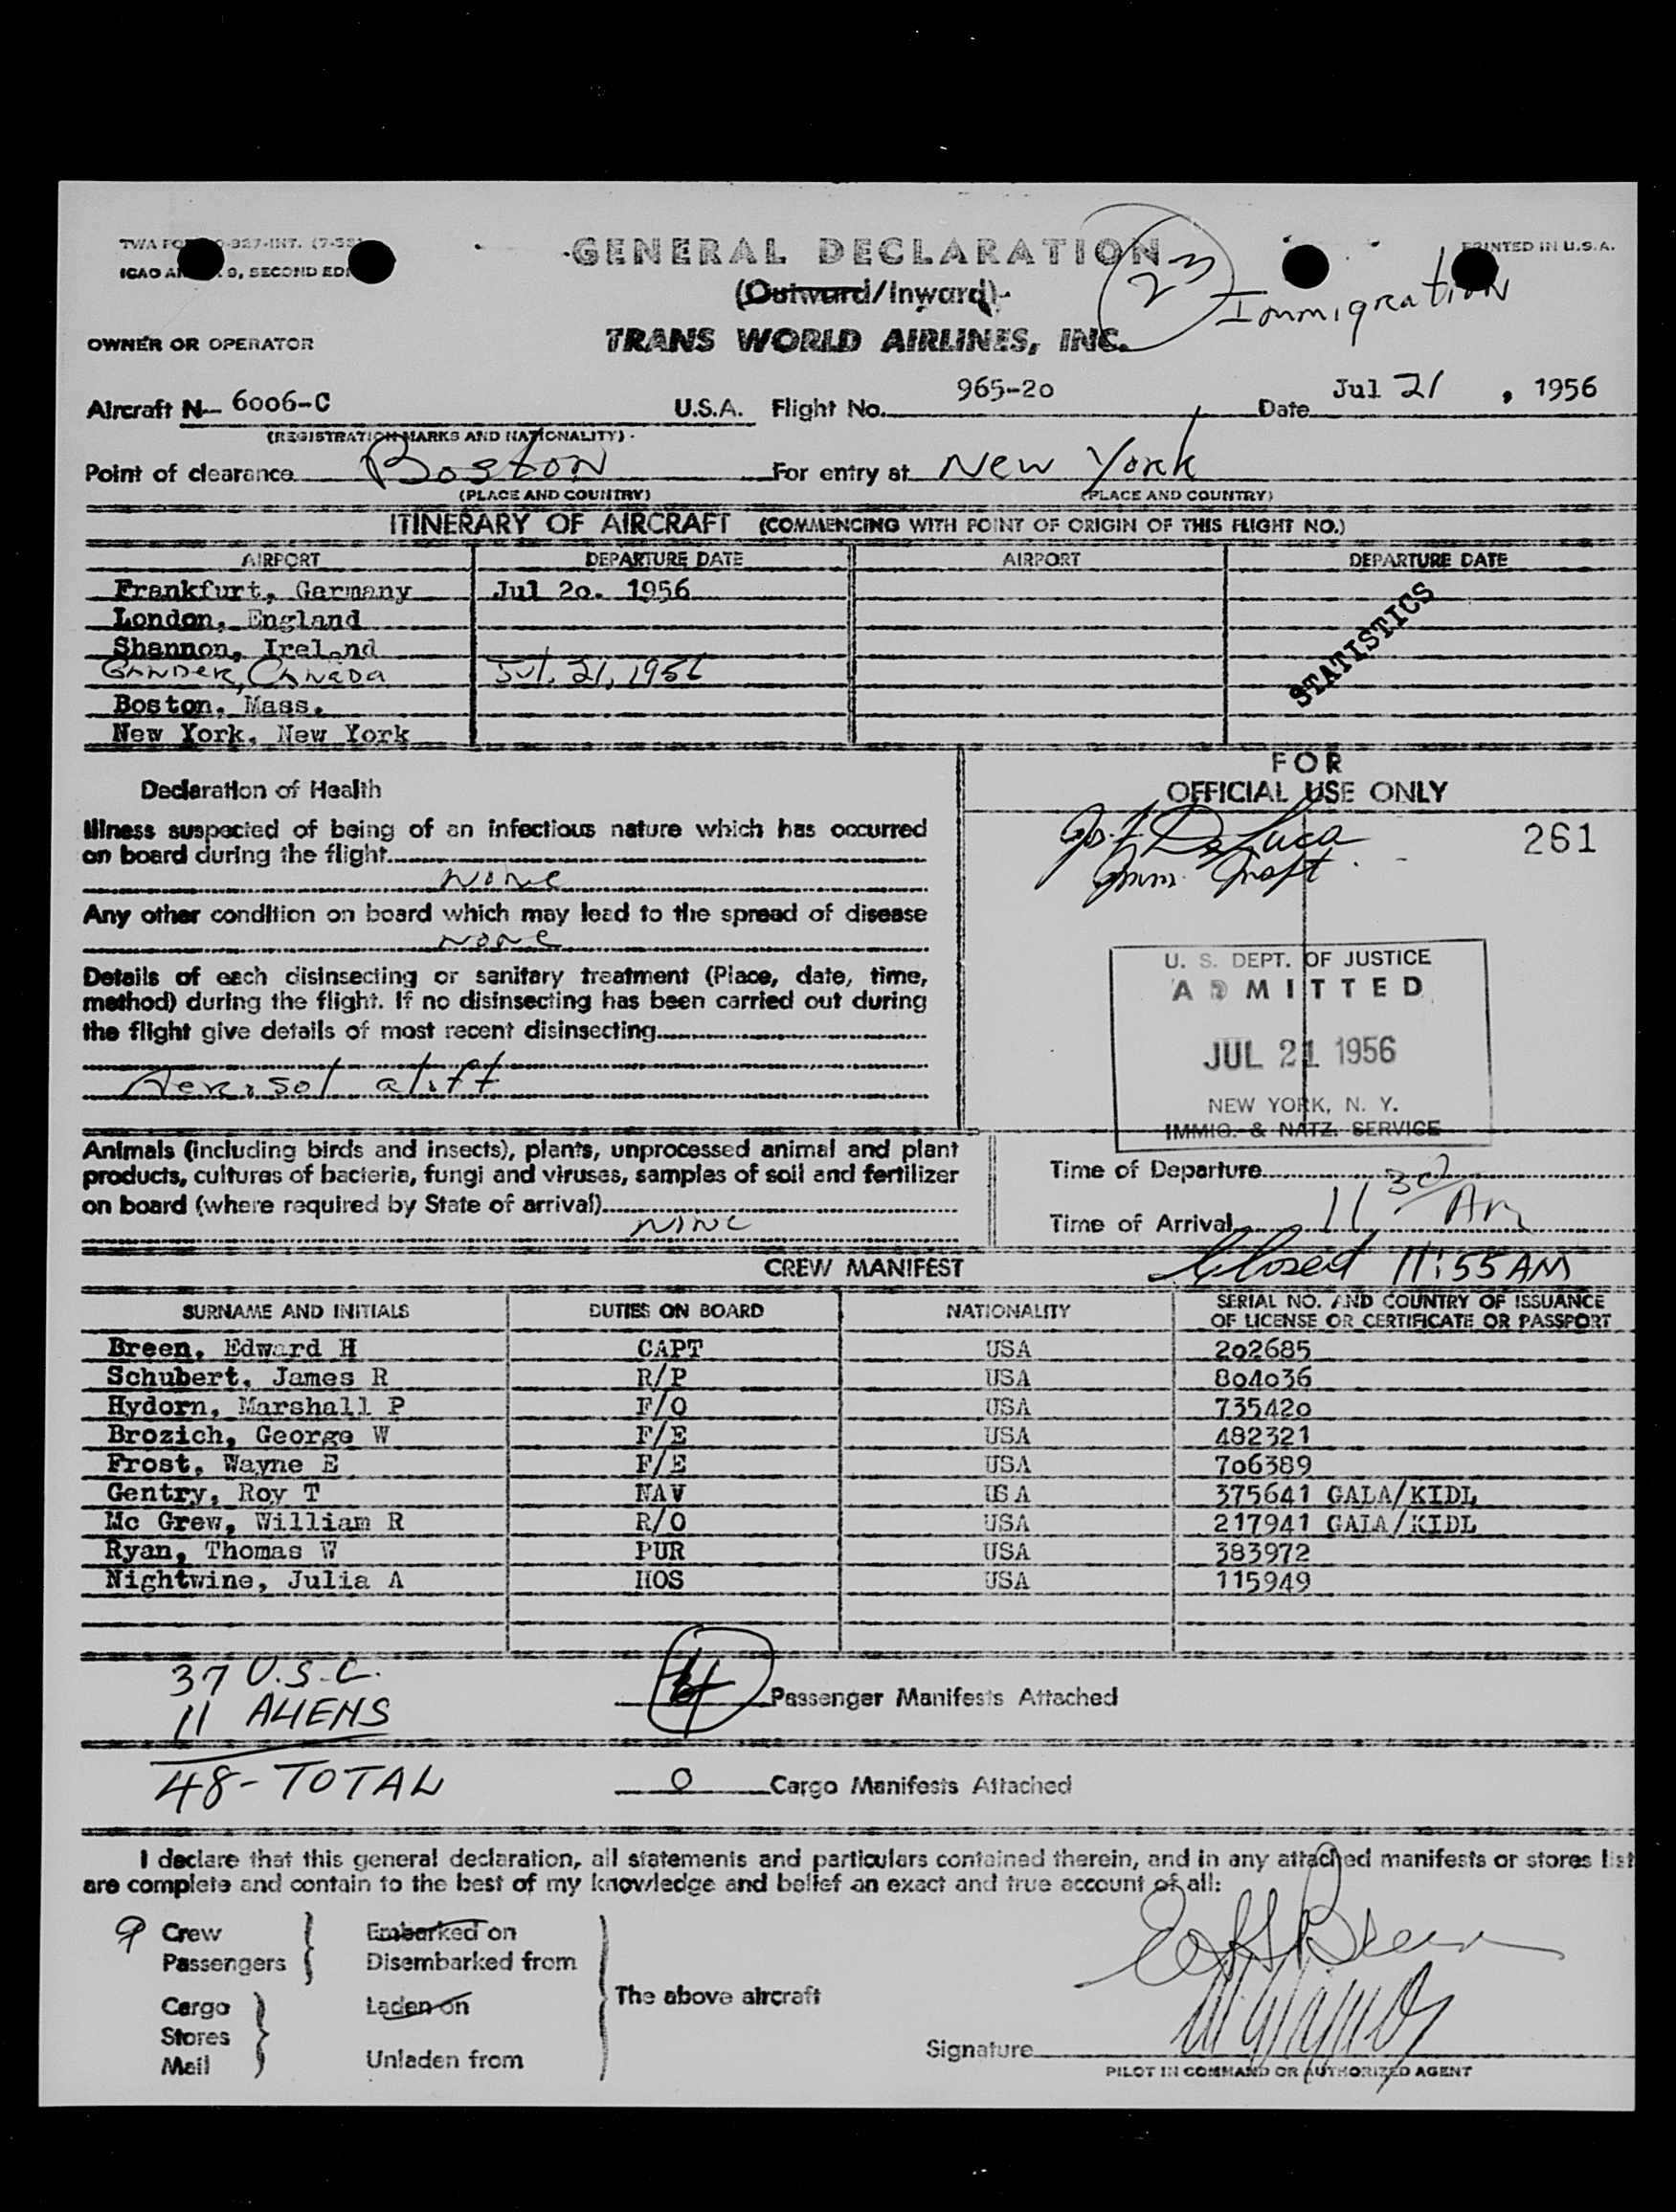 TWA FO 0-927-INT. (7-52)
ICAO AN 9, SECOND EDI
PRINTED IN U.S.A.
GENERAL DECLARATION
(Outward/Inward)
23 Immigreation
OWNER OR OPERATOR
TRANS WORLD AIRLINES, INC.
Aircraft N- 6006-C U.S.A. Flight No. 965-20 Date Jul 21, 1956
(REGISTRATION MARKS AND NATIONALITY)
Point of clearance Boston For entry at New York
(PLACE AND COUNTRY) (PLACE AND COUNTRY)
ITINERARY OF AIRCRAFT (COMMENCING WITH POINT OF ORIGIN OF THIS FLIGHT NO.)
AIRPORT DEPARTURE DATE AIRPORT DEPARTURE DATE
Frankfurt, Germany Jul 20. 1956
London, England
Shannon, Ireland
Gander, Canada Jul. 21, 1956
Boston, Mass.
New York, New York
STATISTICS
Declaration of Health
Illness suspected of being of an infectious nature which has occurred
on board during the flight
None
Any other condition on board which may lead to the spread of disease
None
Details of each disinsecting or sanitary treatment (Place, date, time,
method) during the flight. If no disinsecting has been carried out during
the flight give details of most recent disinsecting
Aerosol
FOR
OFFICIAL USE ONLY
DeLuca
Imm. Insp
261
U. S. DEPT. OF JUSTICE
ADMITTED
JUL 21 1956
NEW YORK, N. Y.
IMMIG. & NATZ. SERVICE
Animals (including birds and insects), plants, unprocessed animal and plant
products, cultures of bacteria, fungi and viruses, samples of soil and fertilizer
on board (where required by State of arrival)
Time of Departure
Time of Arrival 11 30 AM
Closed 11:55 AM
CREW MANIFEST
SURNAME AND INITIALS DUTIES ON BOARD NATIONALITY SERIAL NO. AND COUNTRY OF ISSUANCE
OF LICENSE OR CERTIFICATE OR PASSPORT
Breen, Edward H CAPT USA 202685
Schubert, James R R/P USA 804036
Hydorn, Marshall P F/O USA 735420
Brozich, George W F/E USA 482321
Frost, Wayne E F/E USA 706389
Gentry, Roy T NAV USA 375641 GALA/KIDL
Mc Grew, William R R/O USA 217941 GALA/KIDL
Ryan, Thomas W PUR USA 383972
Nightwine, Julia A HOS USA 115949
37 U.S.C.
11 ALIENS
4 Passenger Manifests Attached
48 - TOTAL
0 Cargo Manifests Attached
I declare that this general declaration, all statements and particulars contained therein, and in any attached manifests or stores list
are complete and contain to the best of my knowledge and belief an exact and true account of all:
9 Crew
Passengers
Embarked on
Disembarked from
Cargo
Stores
Mail
Laden on
Unladen from
The above aircraft
Signature
PILOT IN COMMAND OR AUTHORIZED AGENT